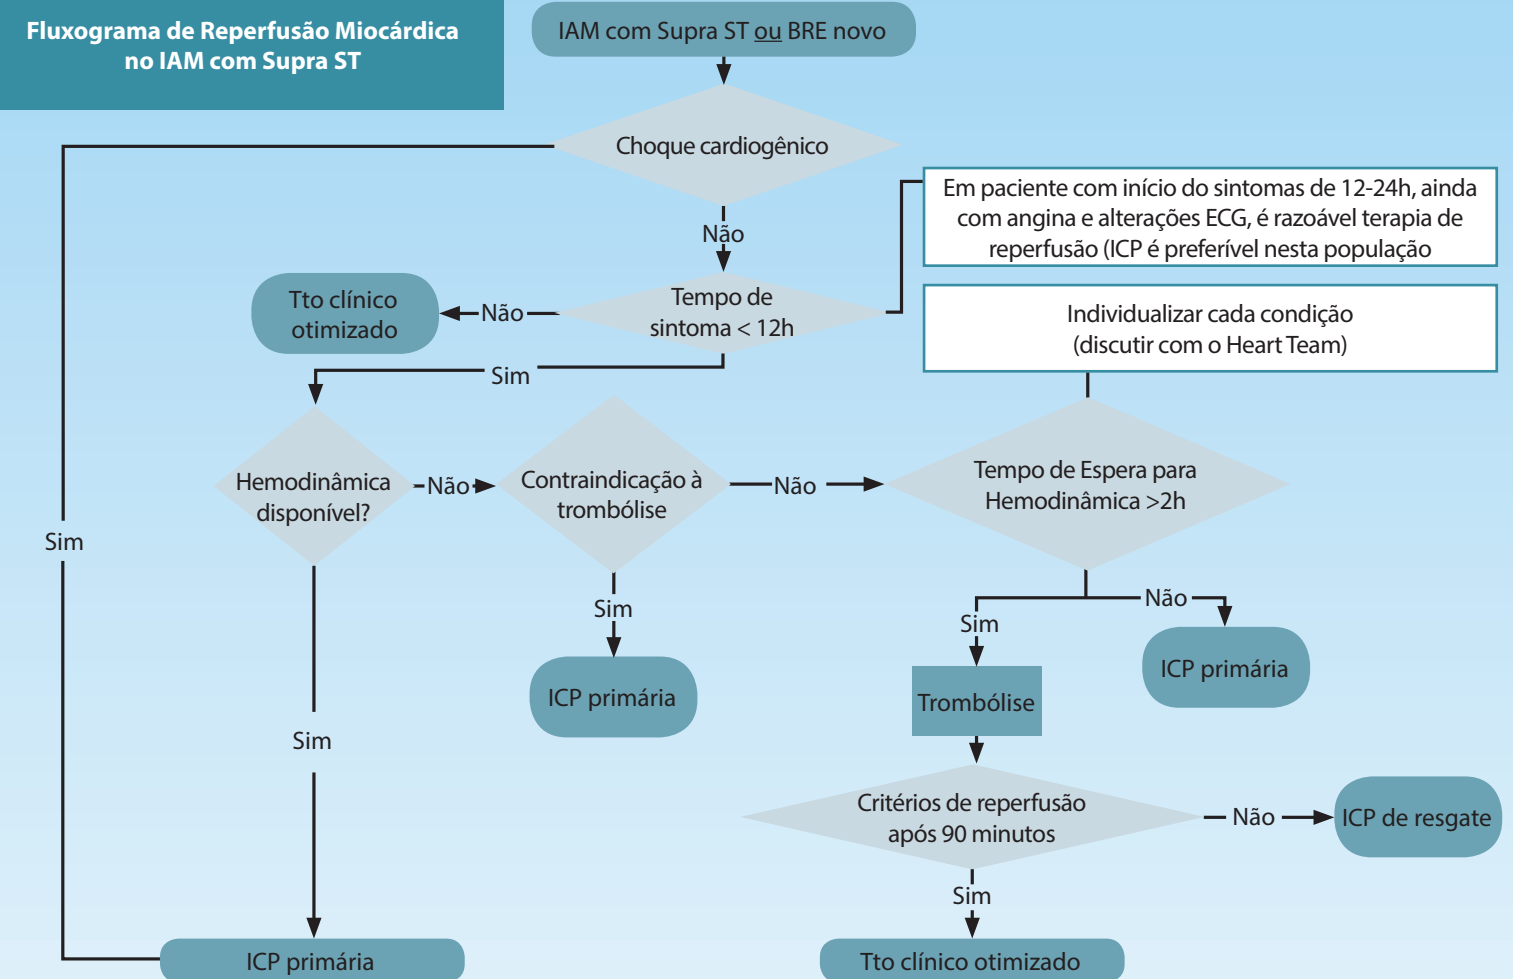 Fluxograma de Reperfusão Miocárdica
no IAM com Supra ST
IAM com Supra ST ou BRE novo
Choque cardiogênico
Não
Em paciente com início do sintomas de 12-24h, ainda
com angina e alterações ECG, é razoável terapia de
reperfusão (ICP é preferível nesta população
Tempo de
sintoma < 12h
Não
Tto clínico
otimizado
Individualizar cada condição
(discutir com o Heart Team)
Sim
Hemodinâmica
disponível?
Não
Contraindicação à
trombólise
Não
Tempo de Espera para
Hemodinâmica >2h
Sim
Sim
ICP primária
Sim
Não
ICP primária
Trombólise
Sim
Critérios de reperfusão
após 90 minutos
Não
ICP de resgate
Sim
ICP primária
Tto clínico otimizado